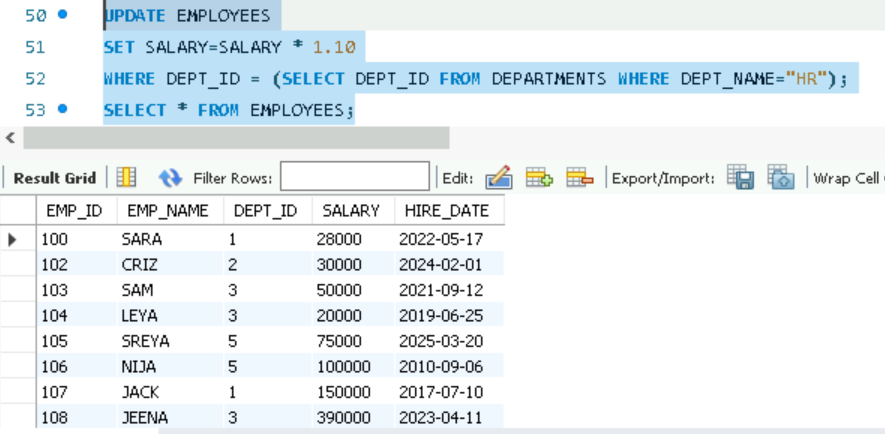 50 UPDATE EMPLOYEES
51 SET SALARY=SALARY * 1.10
52 WHERE DEPT_ID = (SELECT DEPT_ID FROM DEPARTMENTS WHERE DEPT_NAME="HR");
53 SELECT * FROM EMPLOYEES;
Result Grid Filter Rows: Edit: Export/Import: Wrap Cell
EMP_ID EMP_NAME DEPT_ID SALARY HIRE_DATE
100 SARA 1 28000 2022-05-17
102 CRIZ 2 30000 2024-02-01
103 SAM 3 50000 2021-09-12
104 LEYA 3 20000 2019-06-25
105 SREYA 5 75000 2025-03-20
106 NIJA 5 100000 2010-09-06
107 JACK 1 150000 2017-07-10
108 JEENA 3 390000 2023-04-11